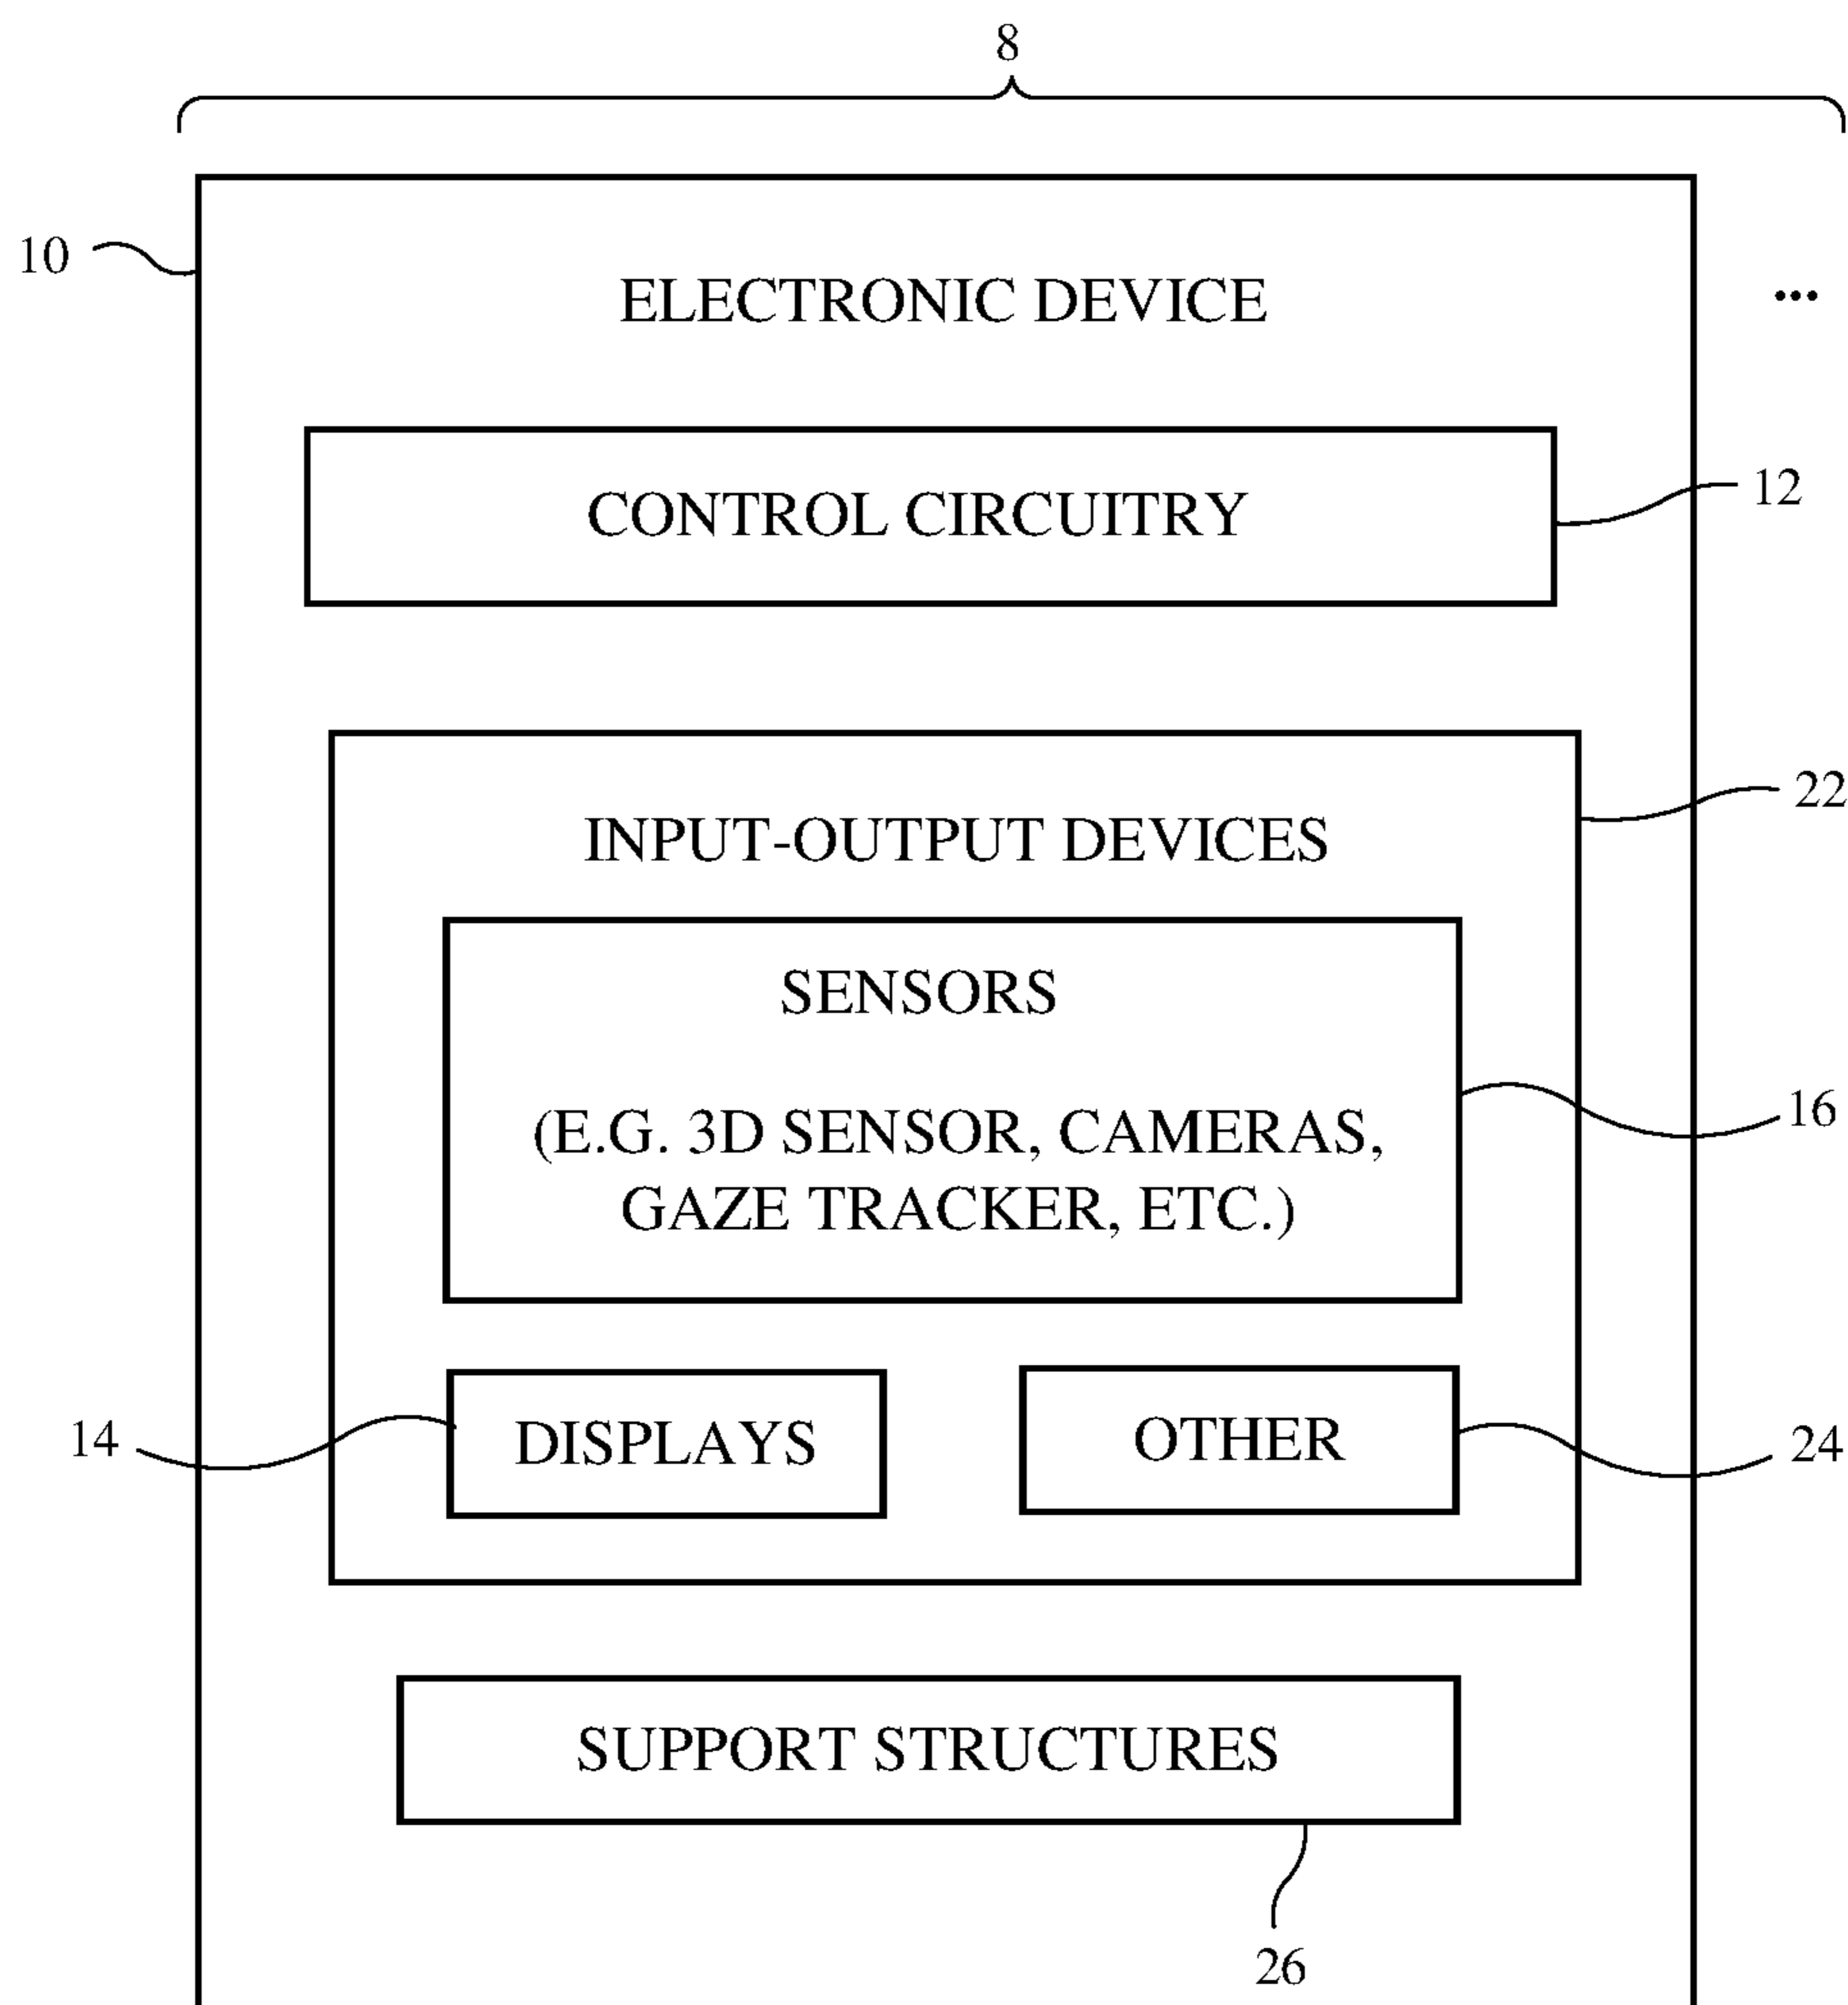 8
10
ELECTRONIC DEVICE
...
CONTROL CIRCUITRY
12
22
INPUT-OUTPUT DEVICES
SENSORS
(E.G. 3D SENSOR, CAMERAS,
GAZE TRACKER, ETC.)
16
14
DISPLAYS
OTHER
24
SUPPORT STRUCTURES
26